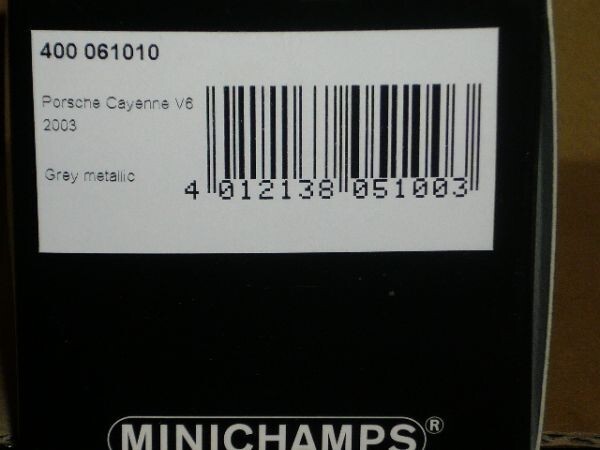 400 061010
Porsche Cayenne V6
2003
Grey metallic
4 012138 051003
MINICHAMPS®